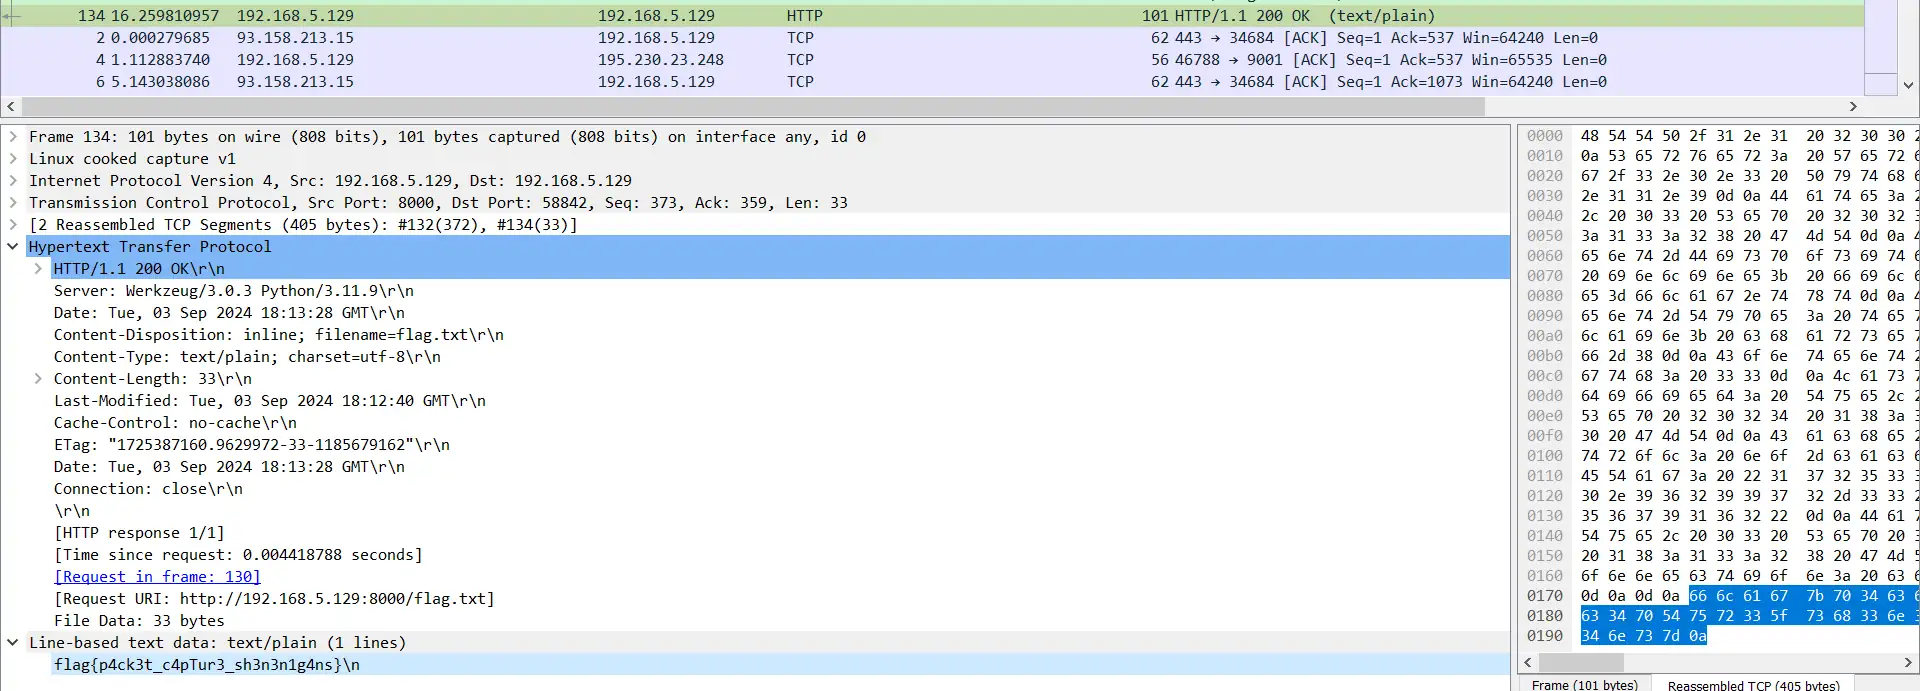 134 16.259810957 192.168.5.129 192.168.5.129 HTTP 101 HTTP/1.1 200 OK (text/plain)
2 0.000279685 93.158.213.15 192.168.5.129 TCP 62 443 → 34684 [ACK] Seq=1 Ack=537 Win=64240 Len=0
4 1.112883740 192.168.5.129 195.230.23.248 TCP 56 46788 → 9001 [ACK] Seq=1 Ack=537 Win=65535 Len=0
6 5.143038086 93.158.213.15 192.168.5.129 TCP 62 443 → 34684 [ACK] Seq=1 Ack=1073 Win=64240 Len=0
Frame 134: 101 bytes on wire (808 bits), 101 bytes captured (808 bits) on interface any, id 0
Linux cooked capture v1
Internet Protocol Version 4, Src: 192.168.5.129, Dst: 192.168.5.129
Transmission Control Protocol, Src Port: 8000, Dst Port: 58842, Seq: 373, Ack: 359, Len: 33
[2 Reassembled TCP Segments (405 bytes): #132(372), #134(33)]
Hypertext Transfer Protocol
HTTP/1.1 200 OK\r\n
Server: Werkzeug/3.0.3 Python/3.11.9\r\n
Date: Tue, 03 Sep 2024 18:13:28 GMT\r\n
Content-Disposition: inline; filename=flag.txt\r\n
Content-Type: text/plain; charset=utf-8\r\n
Content-Length: 33\r\n
Last-Modified: Tue, 03 Sep 2024 18:12:40 GMT\r\n
Cache-Control: no-cache\r\n
ETag: "1725387160.9629972-33-1185679162"\r\n
Date: Tue, 03 Sep 2024 18:13:28 GMT\r\n
Connection: close\r\n
\r\n
[HTTP response 1/1]
[Time since request: 0.004418788 seconds]
[Request in frame: 130]
[Request URI: http://192.168.5.129:8000/flag.txt]
File Data: 33 bytes
Line-based text data: text/plain (1 lines)
flag{p4ck3t_c4pTur3_sh3n3n1g4ns}\n
0000 48 54 54 50 2f 31 2e 31 20 32 30 30
0010 0a 53 65 72 76 65 72 3a 20 57 65 72
0020 67 2f 33 2e 30 2e 33 20 50 79 74 68
0030 2e 31 31 2e 39 0d 0a 44 61 74 65 3a
0040 2c 20 30 33 20 53 65 70 20 32 30 32
0050 3a 31 33 3a 32 38 20 47 4d 54 0d 0a
0060 65 6e 74 2d 44 69 73 70 6f 73 69 74
0070 20 69 6e 6c 69 6e 65 3b 20 66 69 6c
0080 65 3d 66 6c 61 67 2e 74 78 74 0d 0a
0090 65 6e 74 2d 54 79 70 65 3a 20 74 65
00a0 6c 61 69 6e 3b 20 63 68 61 72 73 65
00b0 66 2d 38 0d 0a 43 6f 6e 74 65 6e 74
00c0 67 74 68 3a 20 33 33 0d 0a 4c 61 73
00d0 64 69 66 69 65 64 3a 20 54 75 65 2c
00e0 53 65 70 20 32 30 32 34 20 31 38 3a
00f0 30 20 47 4d 54 0d 0a 43 61 63 68 65
0100 74 72 6f 6c 3a 20 6e 6f 2d 63 61 63
0110 45 54 61 67 3a 20 22 31 37 32 35 33
0120 30 2e 39 36 32 39 39 37 32 2d 33 33
0130 35 36 37 39 31 36 32 22 0d 0a 44 61
0140 54 75 65 2c 20 30 33 20 53 65 70 20
0150 20 31 38 3a 31 33 3a 32 38 20 47 4d
0160 6f 6e 6e 65 63 74 69 6f 6e 3a 20 63
0170 0d 0a 0d 0a 66 6c 61 67 7b 70 34 63
0180 63 34 70 54 75 72 33 5f 73 68 33 6e
0190 34 6e 73 7d 0a
Frame (101 bytes) Reassembled TCP (405 bytes)